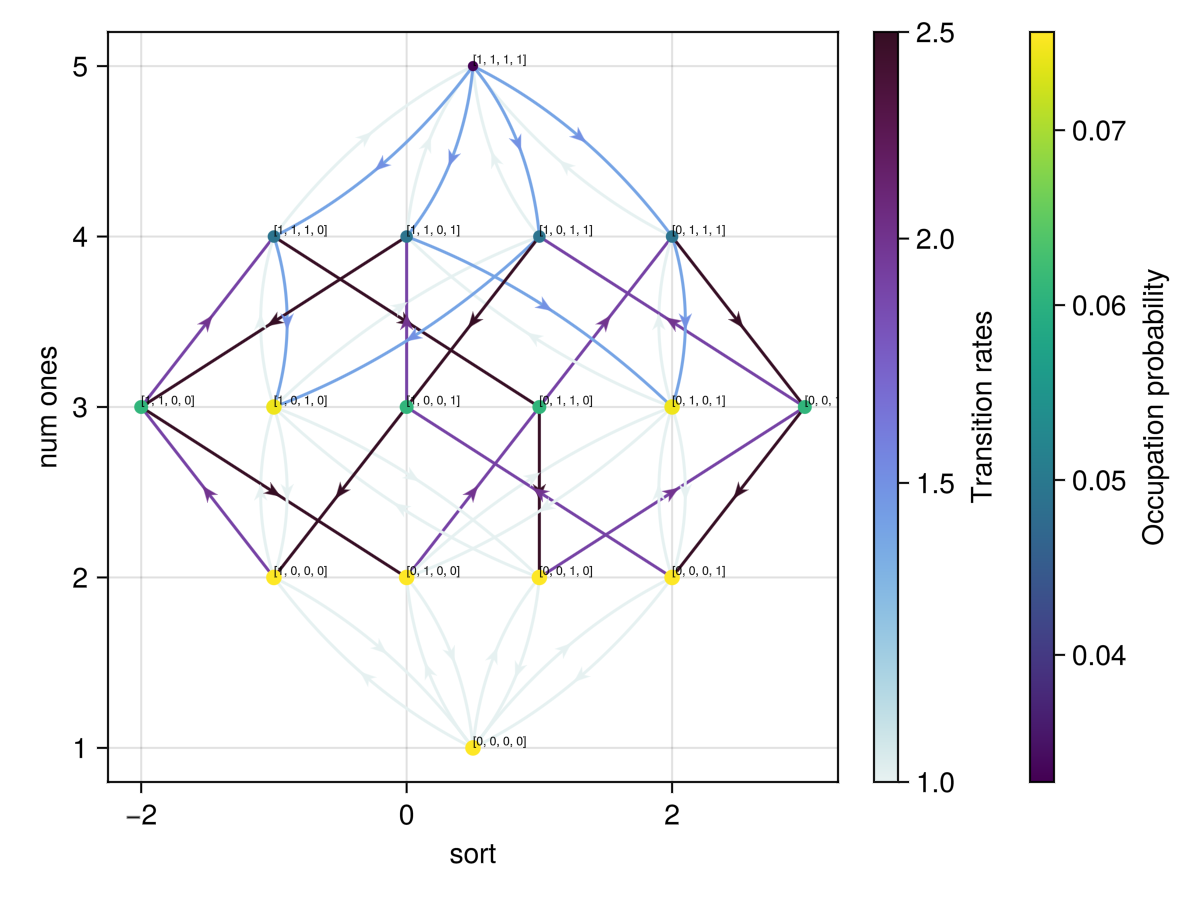 5
4
3
2
1
num ones
−2
0
2
sort
[1, 1, 1, 1]
[1, 1, 1, 0]
[1, 1, 0, 1]
[1, 0, 1, 1]
[0, 1, 1, 1]
[1, 1, 0, 0]
[1, 0, 1, 0]
[1, 0, 0, 1]
[0, 1, 1, 0]
[0, 1, 0, 1]
[0, 0,
[1, 0, 0, 0]
[0, 1, 0, 0]
[0, 0, 1, 0]
[0, 0, 0, 1]
[0, 0, 0, 0]
2.5
2.0
1.5
1.0
Transition rates
0.07
0.06
0.05
0.04
Occupation probability